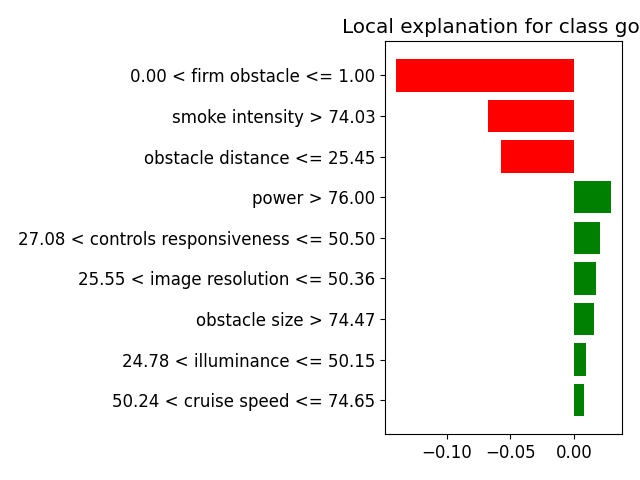 Local explanation for class go
0.00 < firm obstacle <= 1.00
smoke intensity > 74.03
obstacle distance <= 25.45
power > 76.00
27.08 < controls responsiveness <= 50.50
25.55 < image resolution <= 50.36
obstacle size > 74.47
24.78 < illuminance <= 50.15
50.24 < cruise speed <= 74.65
−0.10 −0.05 0.00